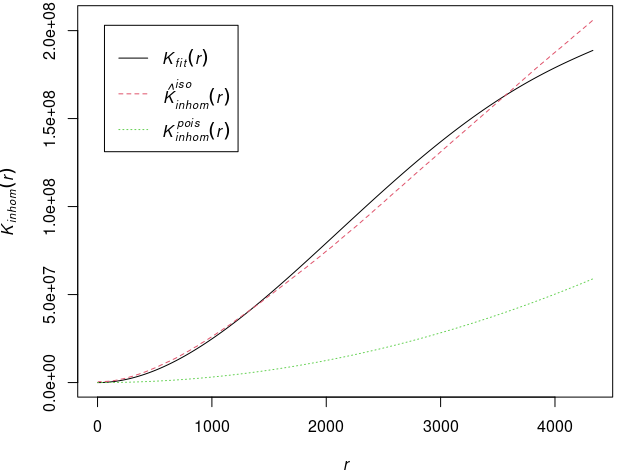 K_fit(r)
K̂_inhom^iso(r)
K_inhom^pois(r)
K_inhom(r)
2.0e+08
1.5e+08
1.0e+08
5.0e+07
0.0e+00
0 1000 2000 3000 4000
r